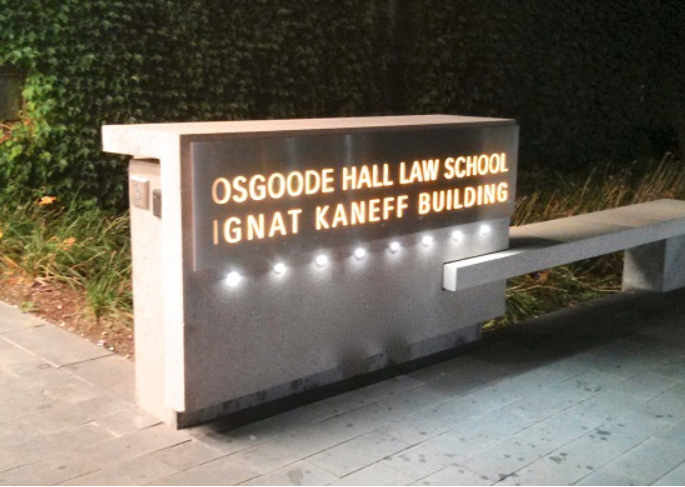 OSGOODE HALL LAW SCHOOL
IGNAT KANEFF BUILDING